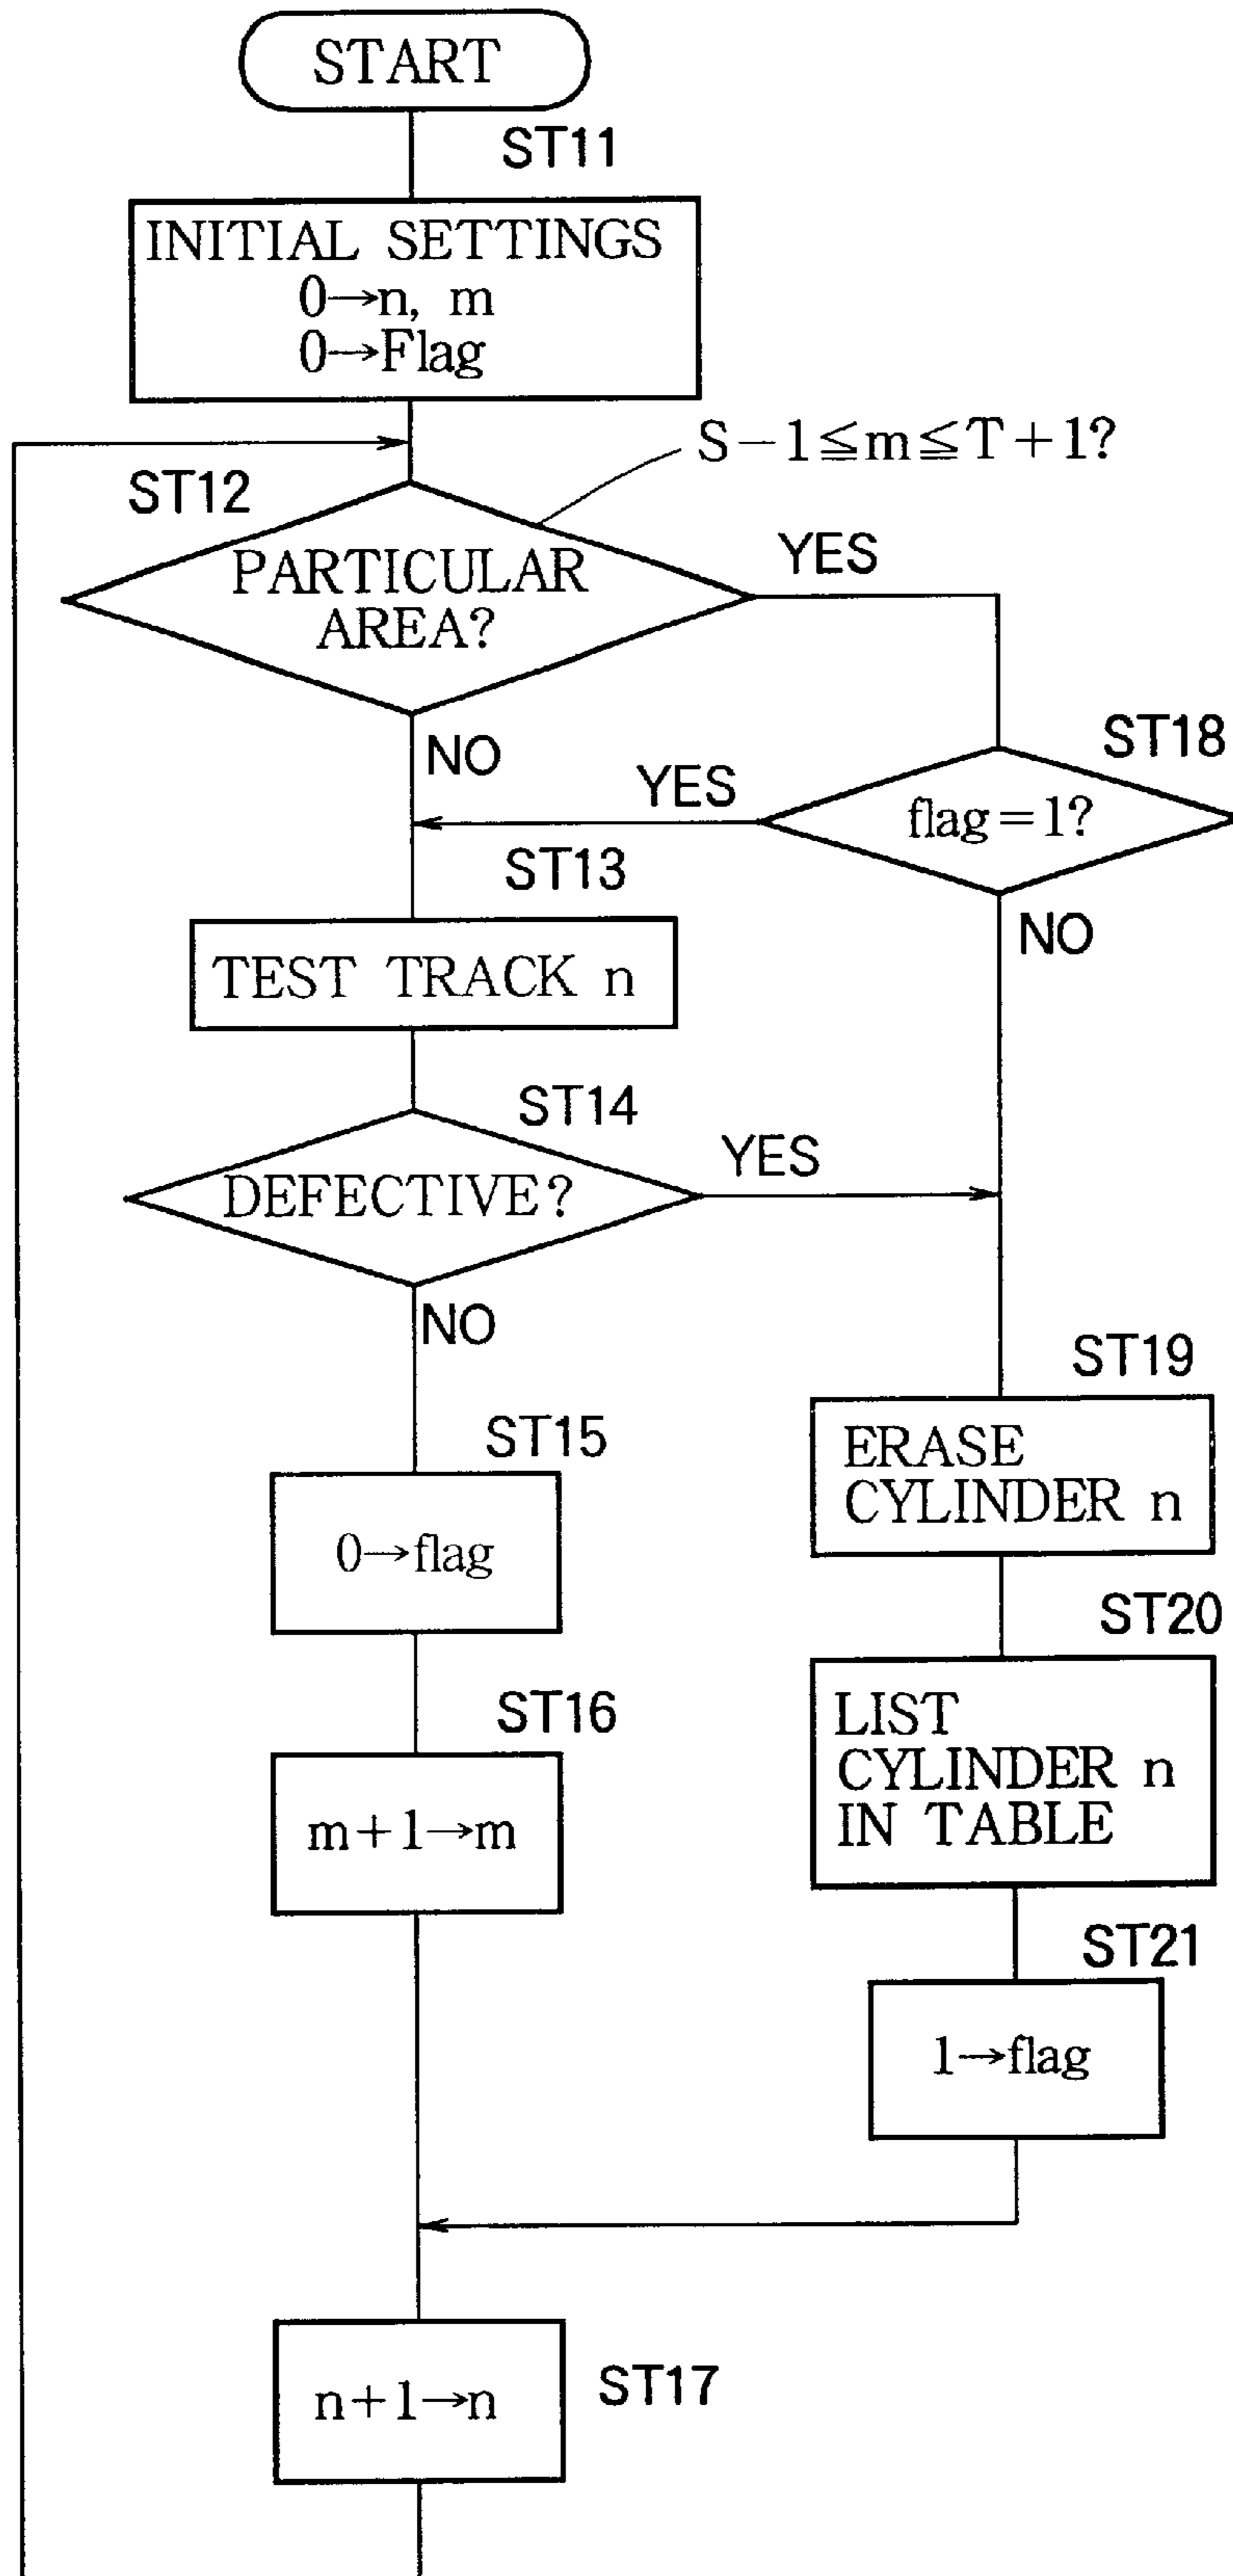 START
ST11
INITIAL SETTINGS
0→n, m
0→Flag
S-1≦m≦T+1?
ST12
PARTICULAR
AREA?
YES
NO
ST18
flag=1?
YES
NO
ST13
TEST TRACK n
ST14
DEFECTIVE?
YES
NO
ST19
ERASE
CYLINDER n
ST15
0→flag
ST20
LIST
CYLINDER n
IN TABLE
ST16
m+1→m
ST21
1→flag
n+1→n
ST17